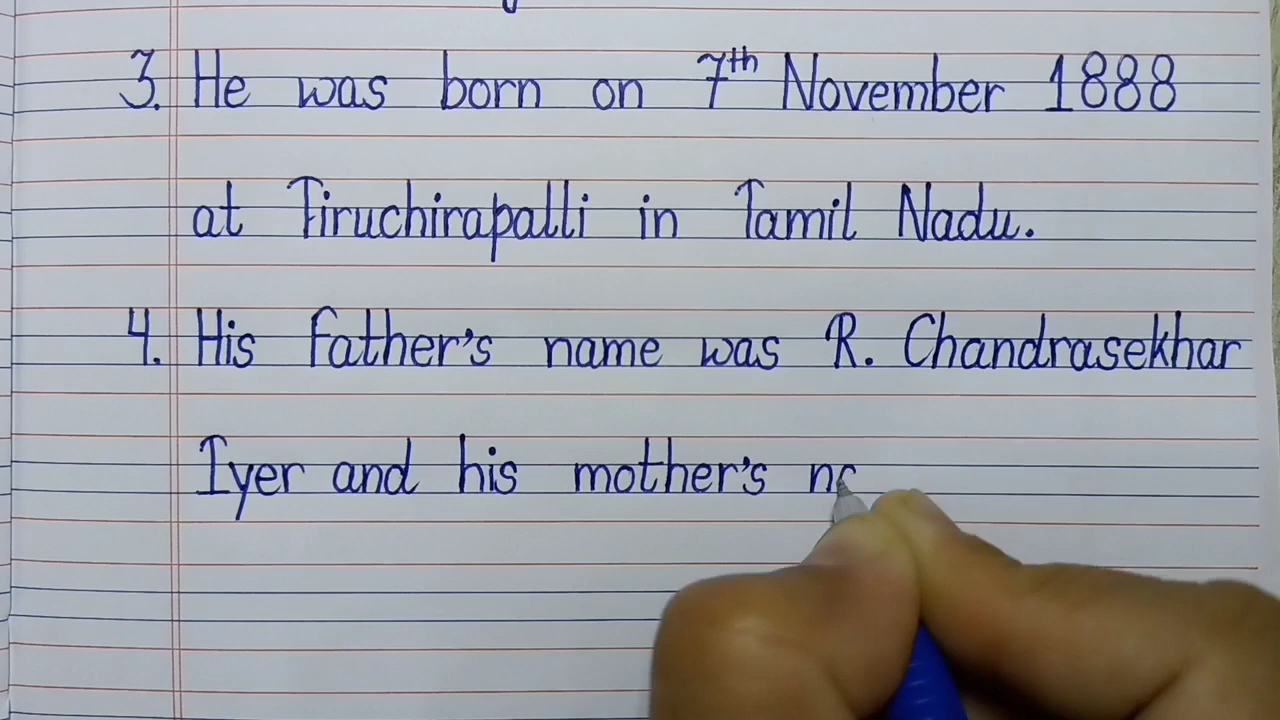 3. He was born on 7th November 1888
at Tiruchirapalli in Tamil Nadu.
4. His father's name was R. Chandrasekhar
Iyer and his mother's